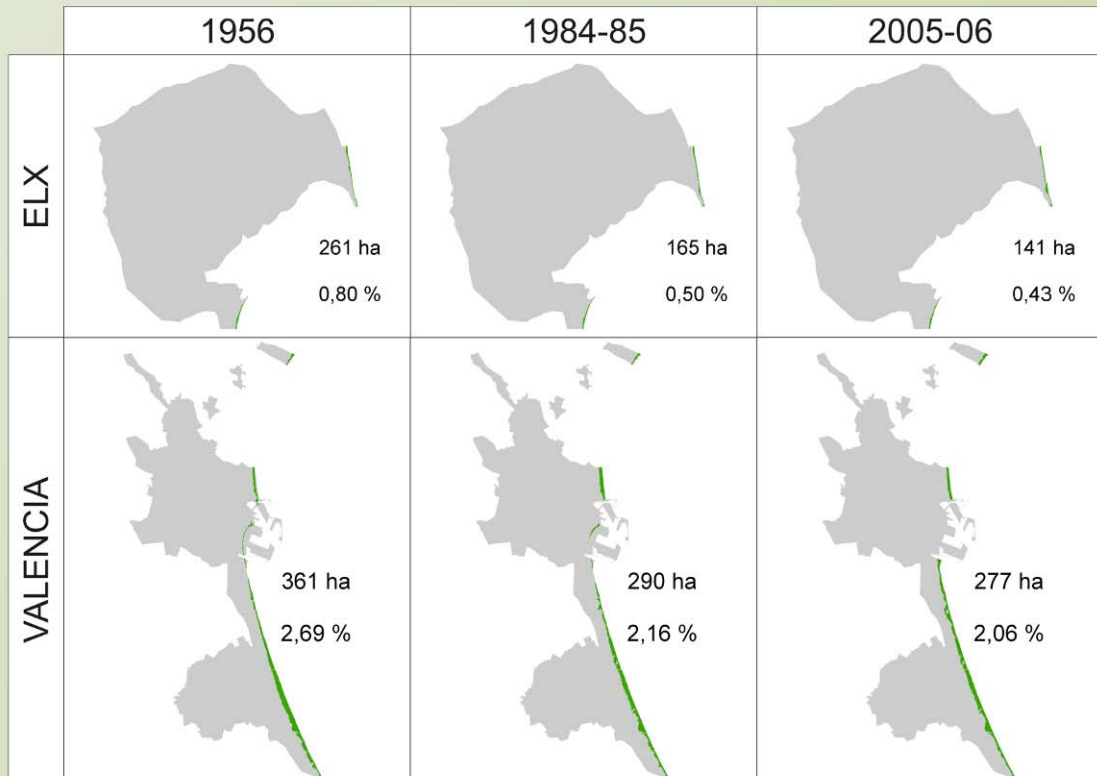 1956
1984-85
2005-06
ELX
261 ha
0,80 %
165 ha
0,50 %
141 ha
0,43 %
VALENCIA
361 ha
2,69 %
290 ha
2,16 %
277 ha
2,06 %